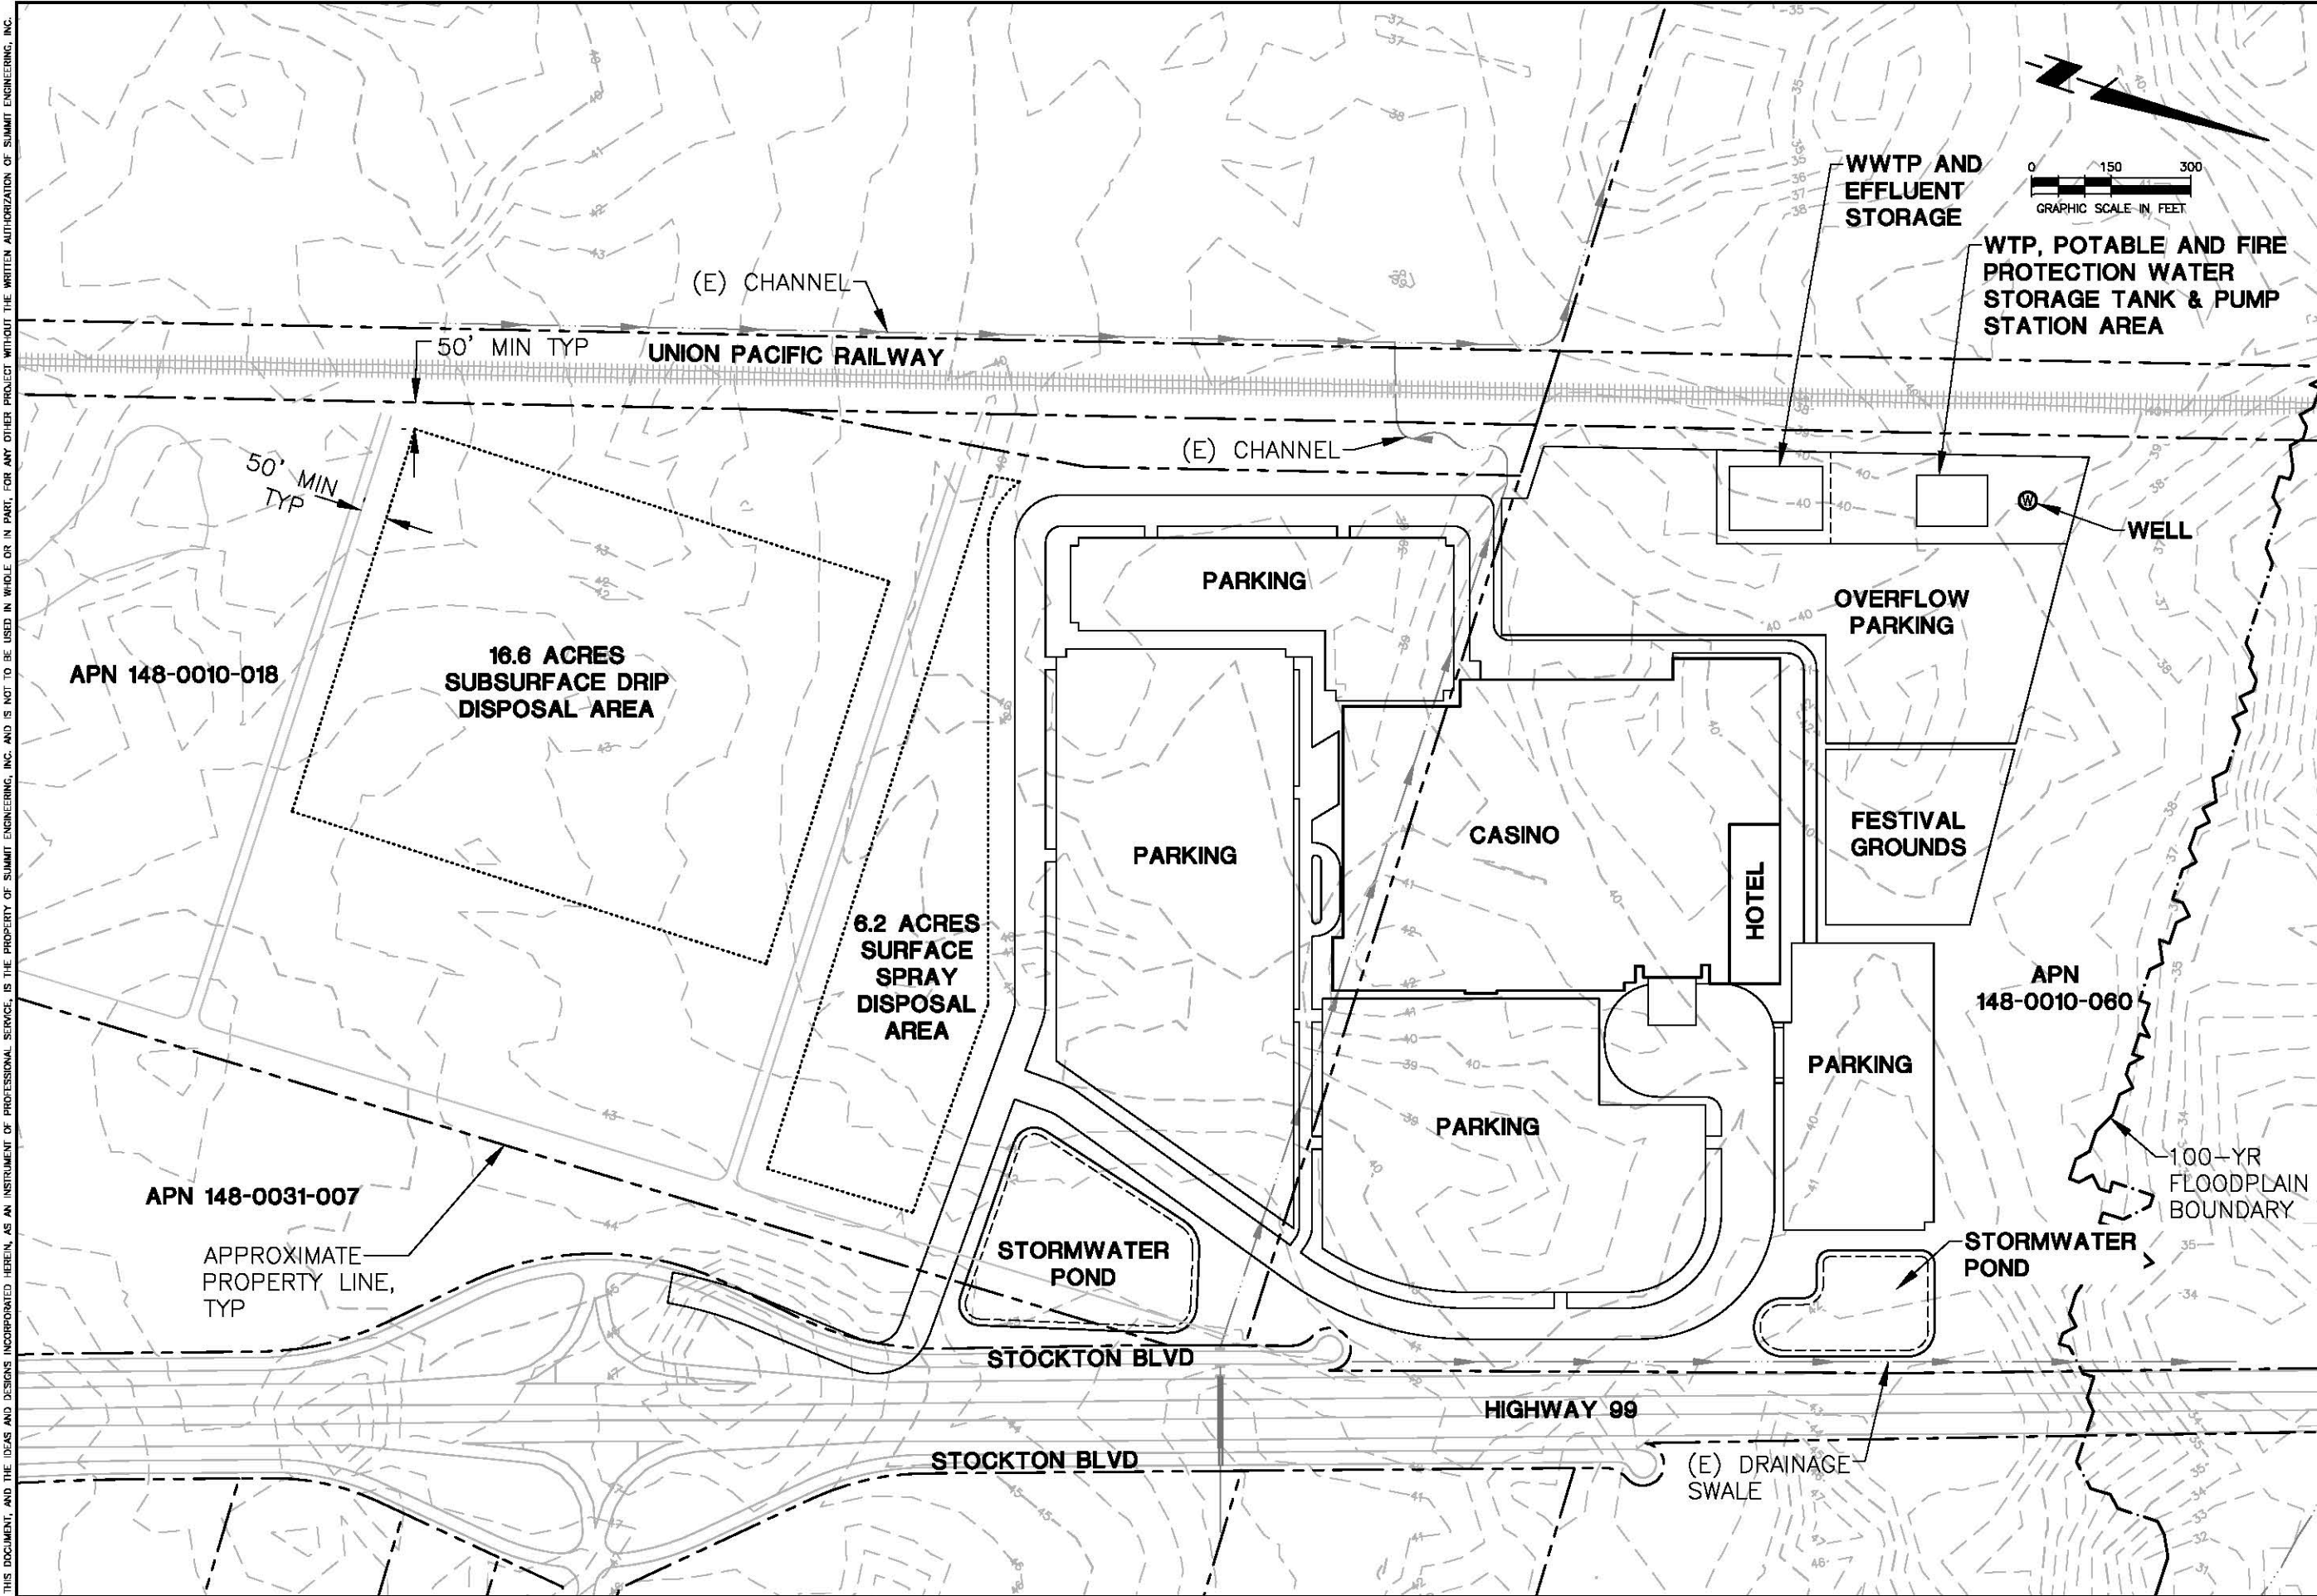 THIS DOCUMENT, AND THE IDEAS AND DESIGNS INCORPORATED HEREIN, AS AN INSTRUMENT OF PROFESSIONAL SERVICE, IS THE PROPERTY OF SUMMIT ENGINEERING, INC. AND IS NOT TO BE USED IN WHOLE OR IN PART, FOR ANY OTHER PROJECT WITHOUT THE WRITTEN AUTHORIZATION OF SUMMIT ENGINEERING, INC.
WWTP AND
EFFLUENT
STORAGE
0 150 300
GRAPHIC SCALE IN FEET
WTP, POTABLE AND FIRE
PROTECTION WATER
STORAGE TANK & PUMP
STATION AREA
(E) CHANNEL
50' MIN TYP
UNION PACIFIC RAILWAY
(E) CHANNEL
50' MIN
TYP
WELL
W
PARKING
OVERFLOW
PARKING
APN 148-0010-018
16.6 ACRES
SUBSURFACE DRIP
DISPOSAL AREA
PARKING
CASINO
FESTIVAL
GROUNDS
HOTEL
6.2 ACRES
SURFACE
SPRAY
DISPOSAL
AREA
APN
148-0010-060
PARKING
PARKING
100-YR
FLOODPLAIN
BOUNDARY
APN 148-0031-007
APPROXIMATE
PROPERTY LINE,
TYP
STORMWATER
POND
STORMWATER
POND
STOCKTON BLVD
HIGHWAY 99
STOCKTON BLVD
(E) DRAINAGE
SWALE